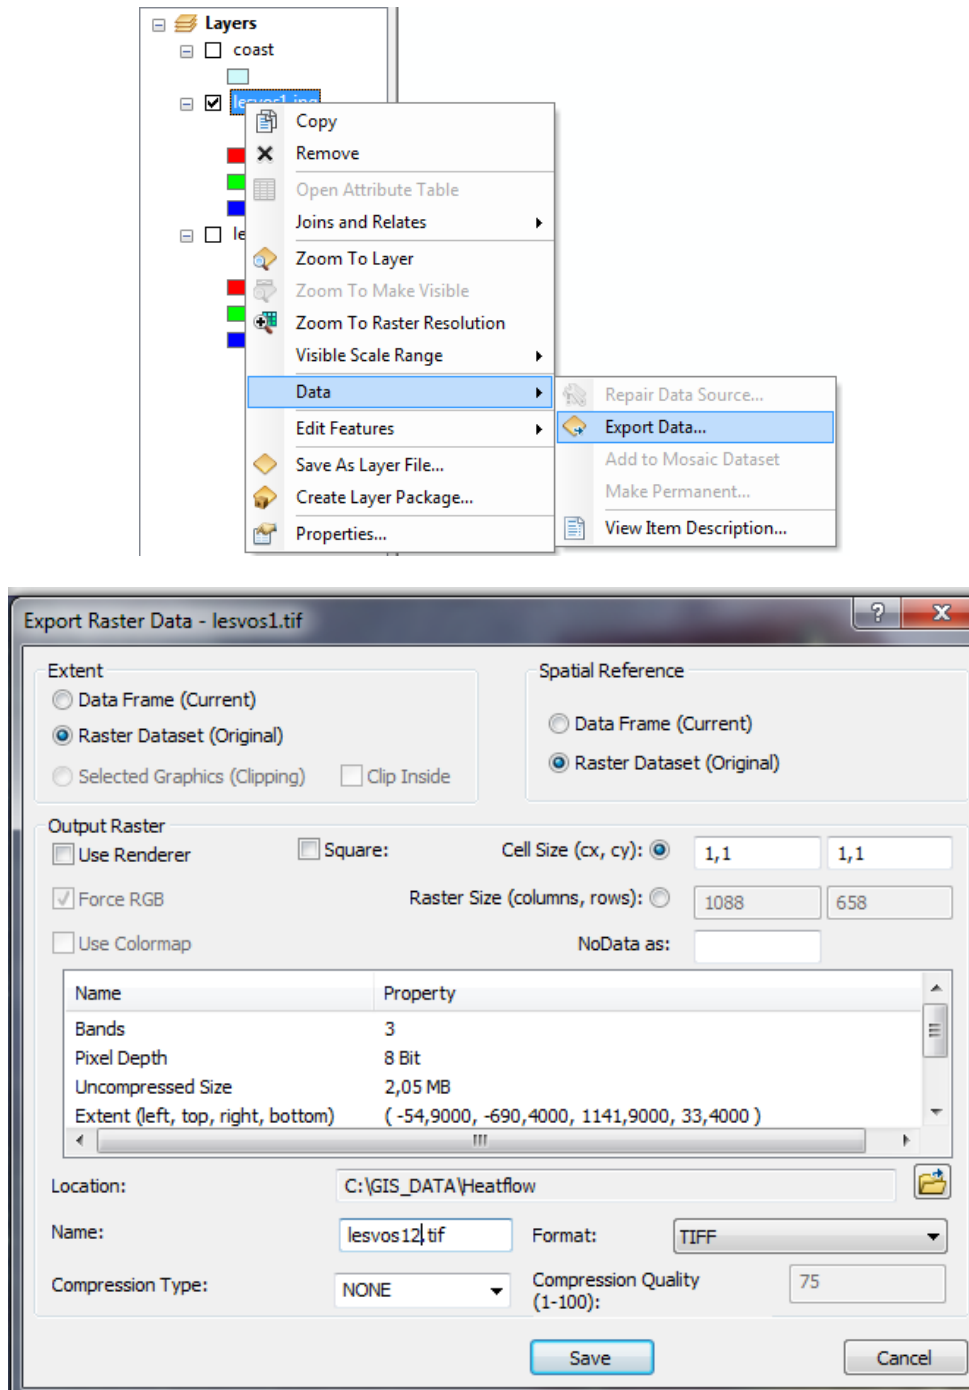 Layers
coast
lesvos1.jpg
Copy
Remove
Open Attribute Table
Joins and Relates
le
Zoom To Layer
Zoom To Make Visible
Zoom To Raster Resolution
Visible Scale Range
Data
Repair Data Source...
Edit Features
Export Data...
Save As Layer File...
Add to Mosaic Dataset
Create Layer Package...
Make Permanent...
Properties...
View Item Description...
Export Raster Data - lesvos1.tif
Extent
Spatial Reference
Data Frame (Current)
Data Frame (Current)
Raster Dataset (Original)
Raster Dataset (Original)
Selected Graphics (Clipping) Clip Inside
Output Raster
Use Renderer Square: Cell Size (cx, cy): 1,1 1,1
Force RGB Raster Size (columns, rows): 1088 658
Use Colormap NoData as:
Name Property
Bands 3
Pixel Depth 8 Bit
Uncompressed Size 2,05 MB
Extent (left, top, right, bottom) ( -54,9000, -690,4000, 1141,9000, 33,4000 )
Location: C:\GIS_DATA\Heatflow
Name: lesvos12.tif Format: TIFF
Compression Type: NONE Compression Quality (1-100): 75
Save Cancel